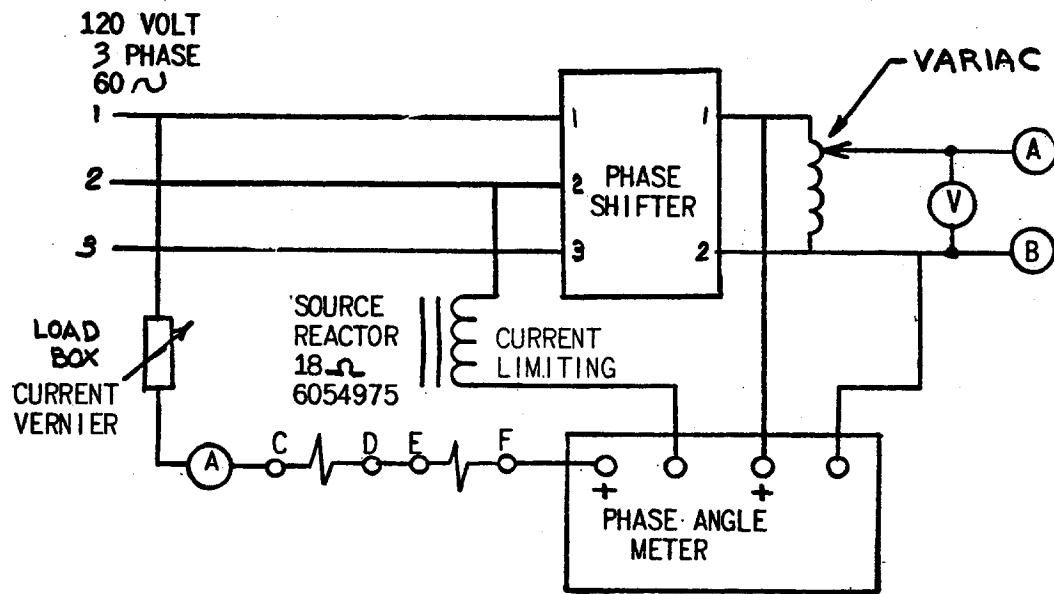 120 VOLT
3 PHASE
60 ~
VARIAC
1
1
1
2
2
3
3
2
PHASE
SHIFTER
A
V
B
LOAD
BOX
CURRENT
VERNIER
SOURCE
REACTOR
18 Ω
6054975
CURRENT
LIMITING
A
C
D
E
F
+
+
PHASE ANGLE
METER